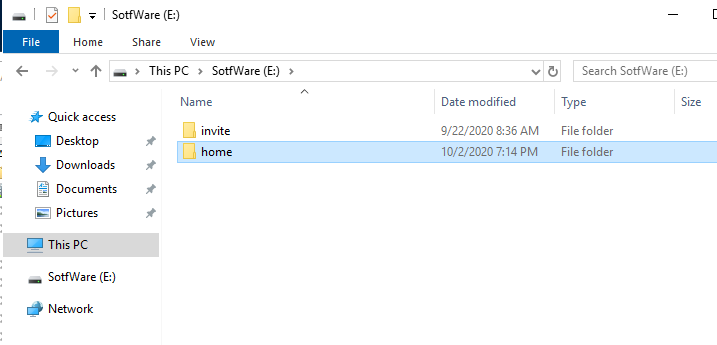 SotfWare (E:)
File Home Share View
This PC SotfWare (E:) Search SotfWare (E:)
Name Date modified Type Size
Quick access
Desktop
Downloads
Documents
Pictures
This PC
SotfWare (E:)
Network
invite 9/22/2020 8:36 AM File folder
home 10/2/2020 7:14 PM File folder